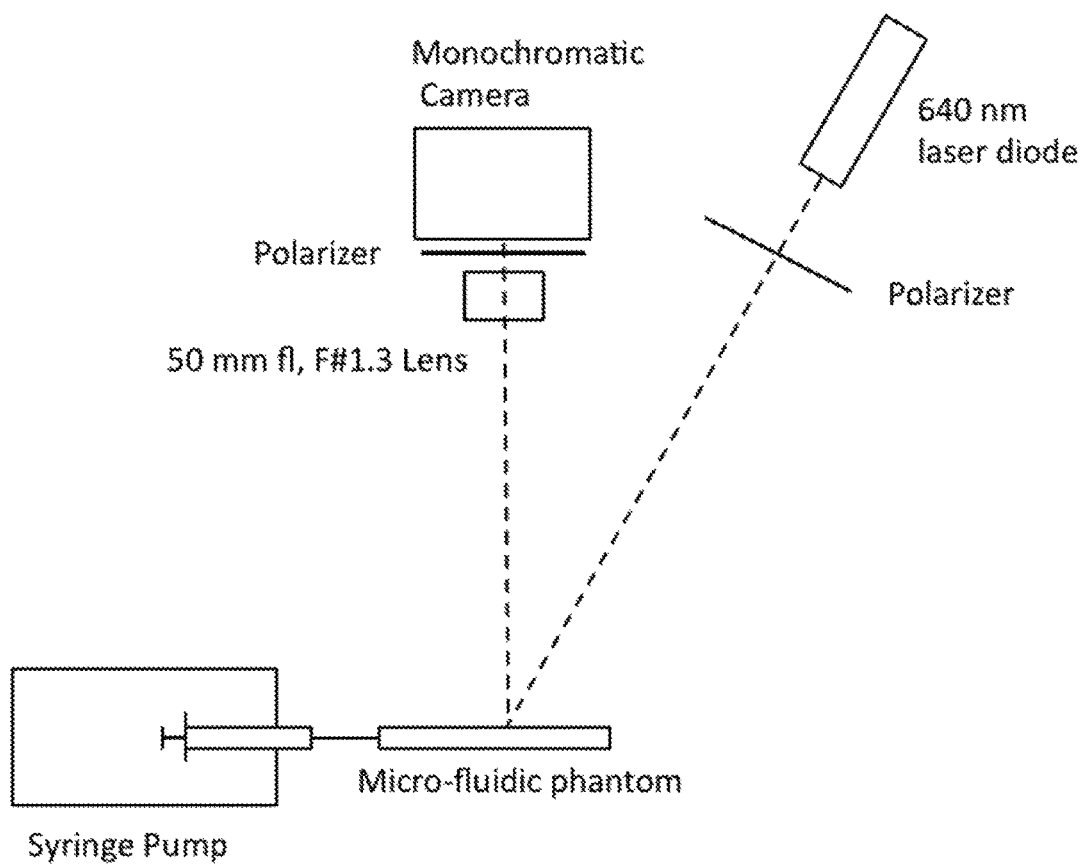 Monochromatic
Camera
640 nm
laser diode
Polarizer
Polarizer
50 mm fl, F#1.3 Lens
Micro-fluidic phantom
Syringe Pump